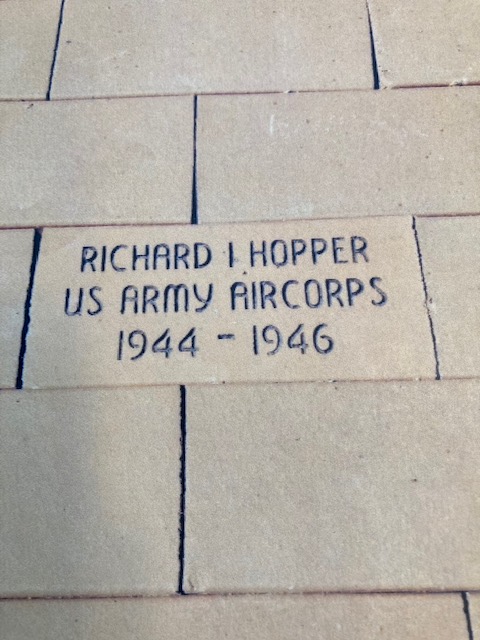 RICHARD I HOPPER
US ARMY AIRCORPS
1944 - 1946